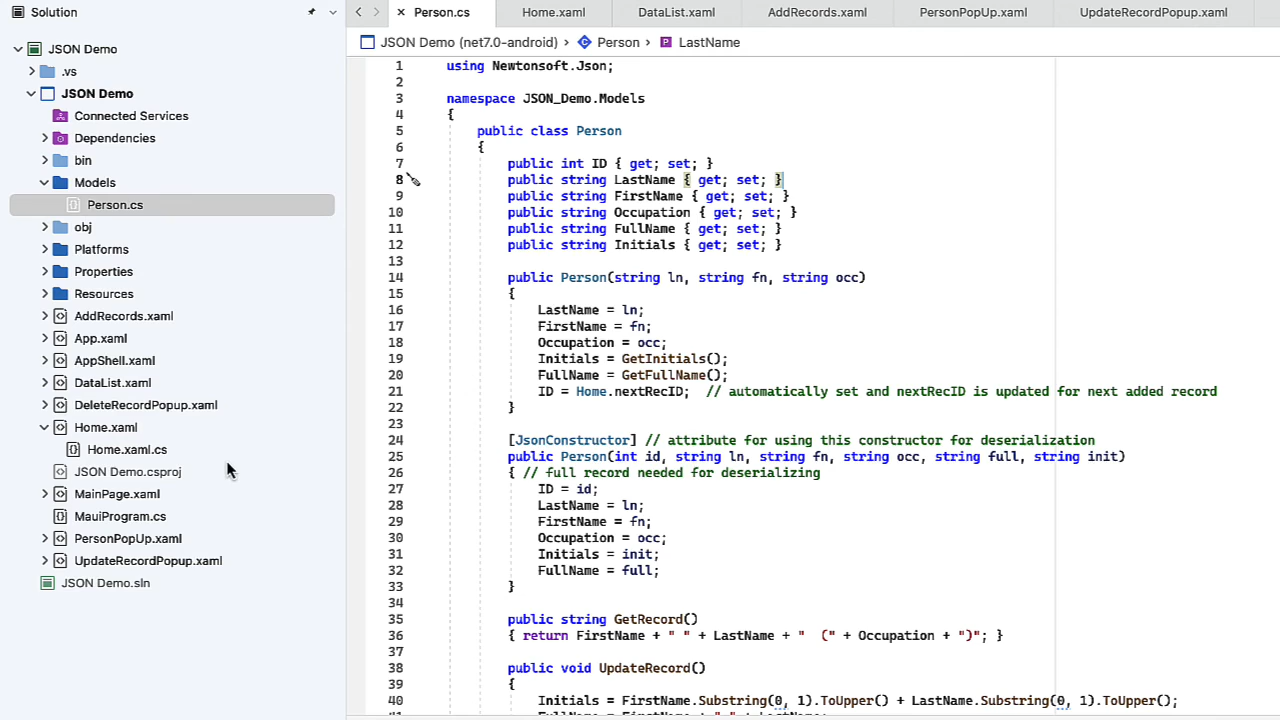 Solution
JSON Demo
.vs
JSON Demo
Connected Services
Dependencies
bin
Models
Person.cs
obj
Platforms
Properties
Resources
AddRecords.xaml
App.xaml
AppShell.xaml
DataList.xaml
DeleteRecordPopup.xaml
Home.xaml
Home.xaml.cs
JSON Demo.csproj
MainPage.xaml
MauiProgram.cs
PersonPopUp.xaml
UpdateRecordPopup.xaml
JSON Demo.sln
Person.cs Home.xaml DataList.xaml AddRecords.xaml PersonPopUp.xaml UpdateRecordPopup.xaml
JSON Demo (net7.0-android) › Person › P LastName
1 using Newtonsoft.Json;
2
3 namespace JSON_Demo.Models
4 {
5 public class Person
6 {
7 public int ID { get; set; }
8 public string LastName { get; set; }
9 public string FirstName { get; set; }
10 public string Occupation { get; set; }
11 public string FullName { get; set; }
12 public string Initials { get; set; }
13
14 public Person(string ln, string fn, string occ)
15 {
16 LastName = ln;
17 FirstName = fn;
18 Occupation = occ;
19 Initials = GetInitials();
20 FullName = GetFullName();
21 ID = Home.nextRecID; // automatically set and nextRecID is updated for next added record
22 }
23
24 [JsonConstructor] // attribute for using this constructor for deserialization
25 public Person(int id, string ln, string fn, string occ, string full, string init)
26 { // full record needed for deserializing
27 ID = id;
28 LastName = ln;
29 FirstName = fn;
30 Occupation = occ;
31 Initials = init;
32 FullName = full;
33 }
34
35 public string GetRecord()
36 { return FirstName + " " + LastName + "  (" + Occupation + ")"; }
37
38 public void UpdateRecord()
39 {
40 Initials = FirstName.Substring(0, 1).ToUpper() + LastName.Substring(0, 1).ToUpper();